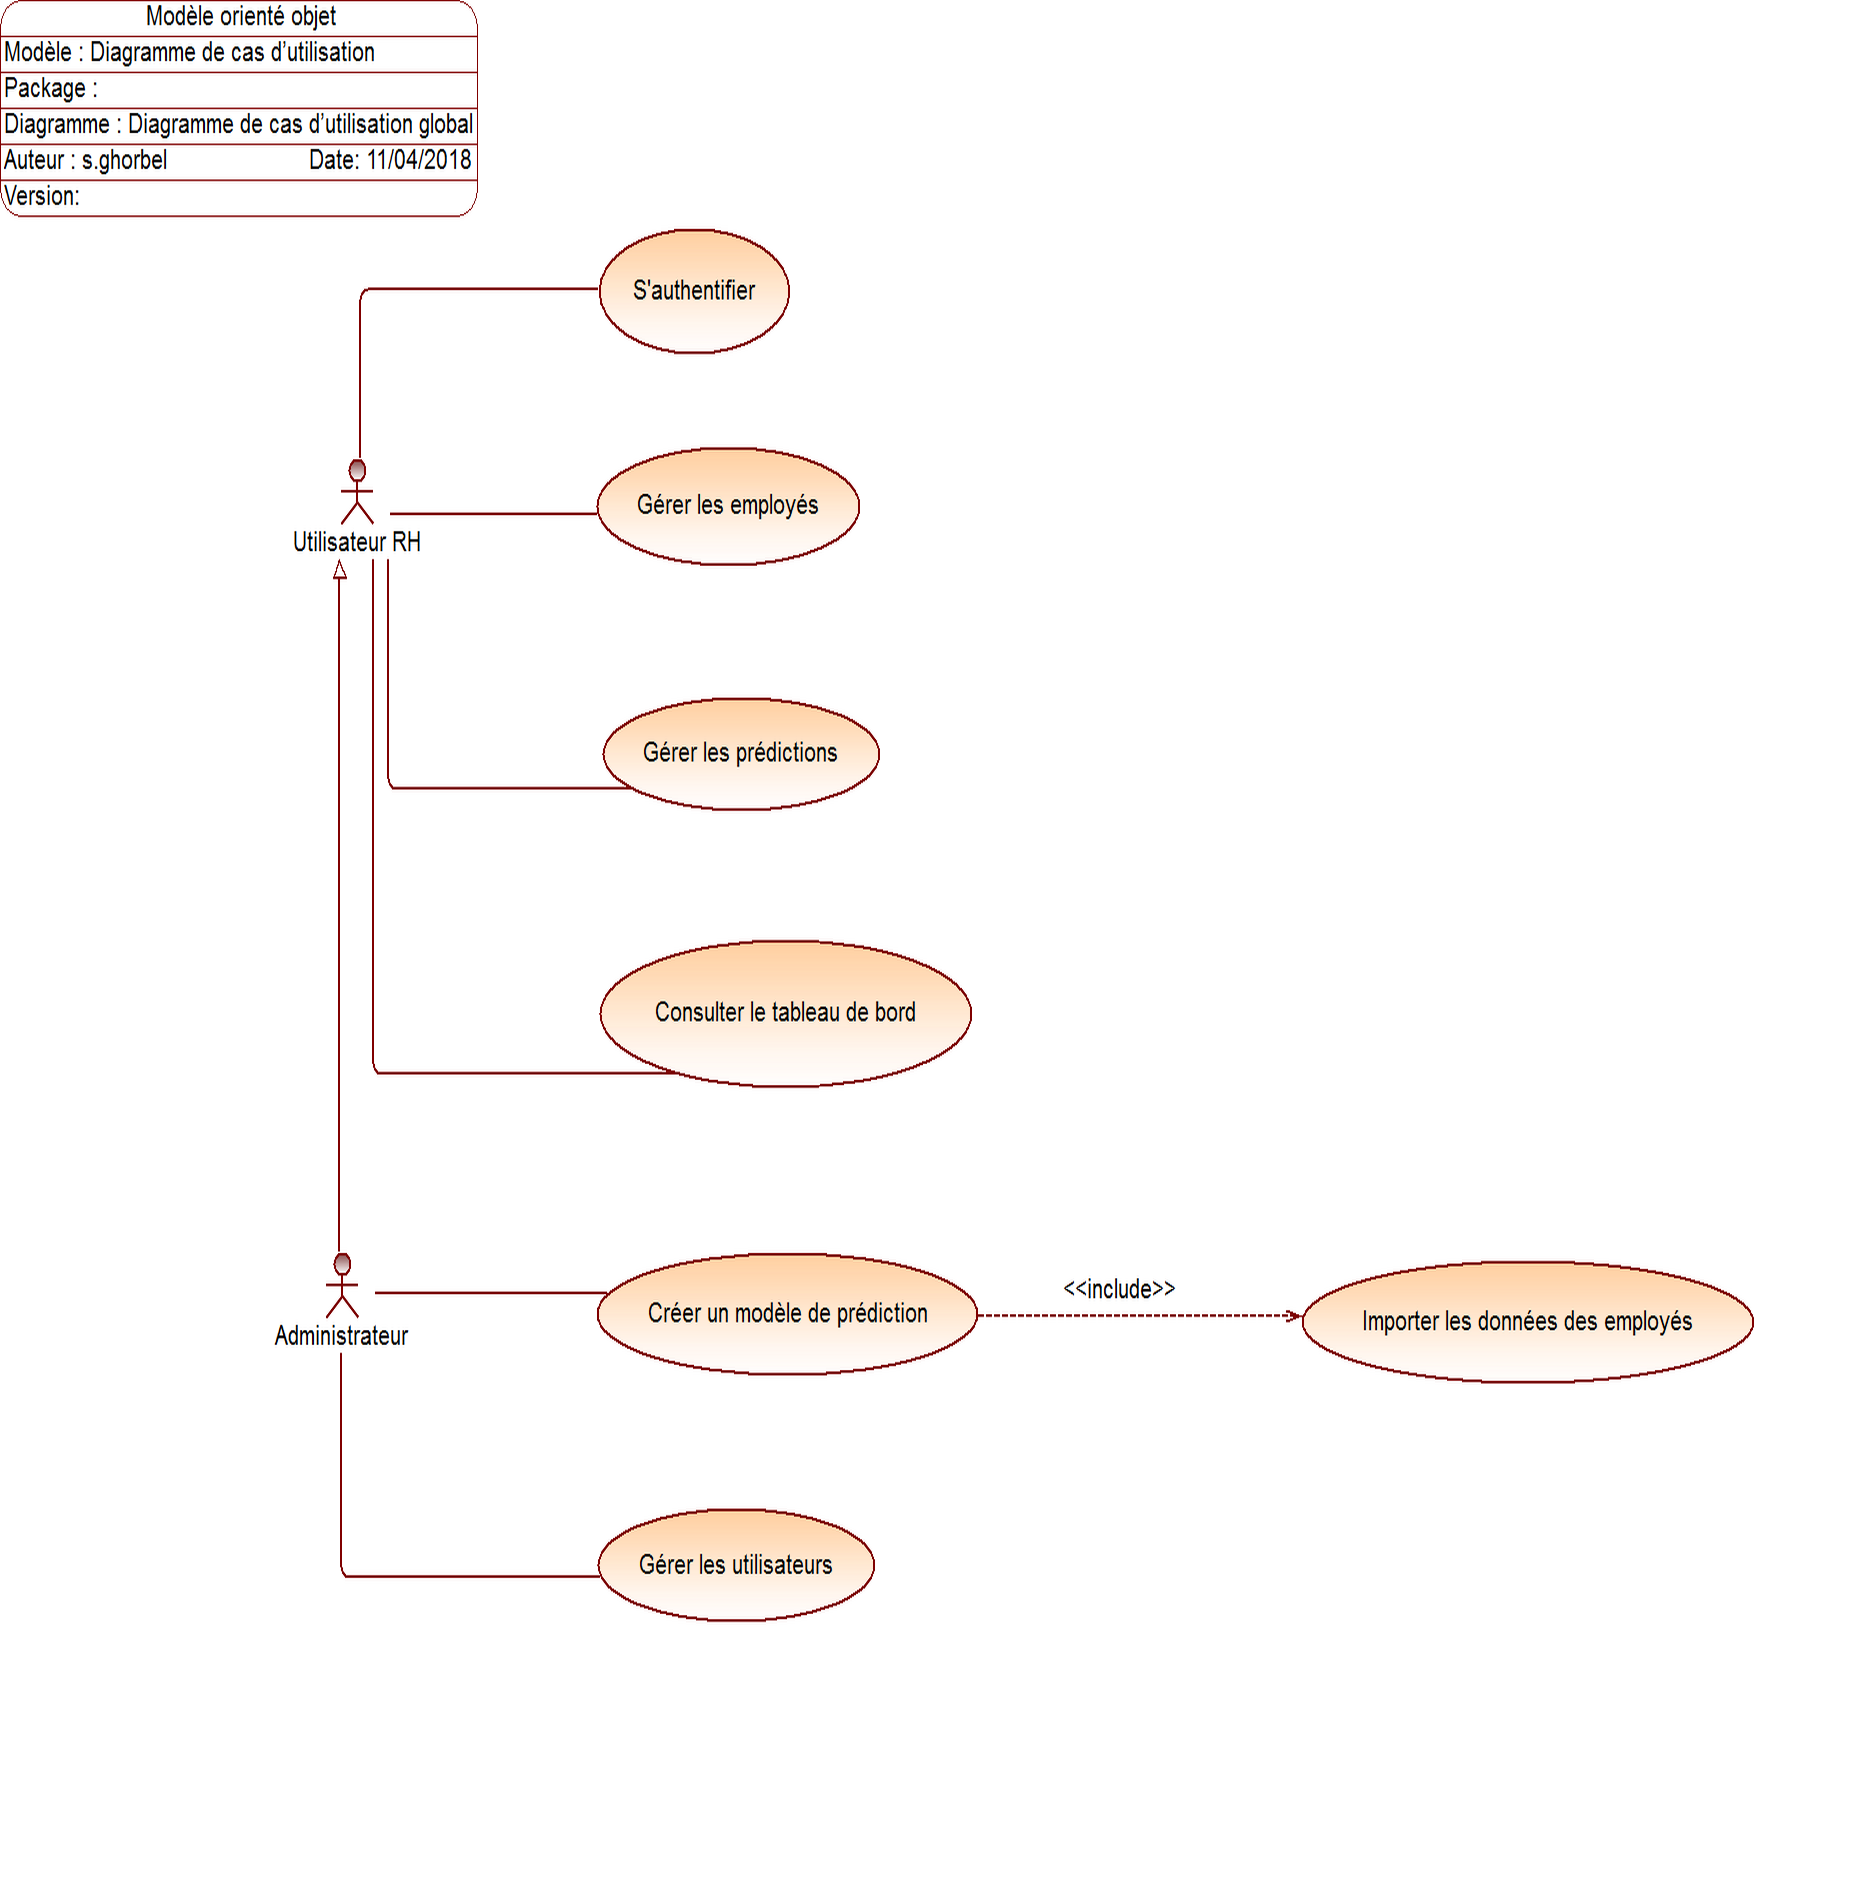 Modèle orienté objet
Modèle : Diagramme de cas d’utilisation
Package :
Diagramme : Diagramme de cas d’utilisation global
Auteur : s.ghorbel Date: 11/04/2018
Version:
S'authentifier
Gérer les employés
Utilisateur RH
Gérer les prédictions
Consulter le tableau de bord
<<include>>
Créer un modèle de prédiction
Importer les données des employés
Administrateur
Gérer les utilisateurs